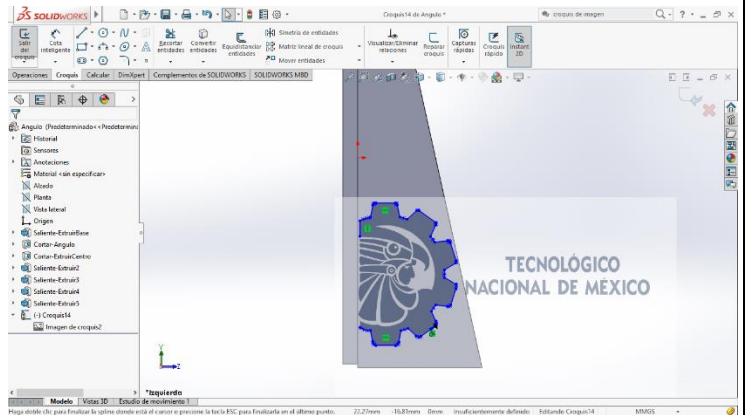 SOLIDWORKS
Croquis14 de Angulo *
croquis de imagen
Salir del croquis
Cota inteligente
Recortar entidades
Convertir entidades
Equidistanciar entidades
Simetría de entidades
Matriz lineal de croquis
Mover entidades
Visualizar/Eliminar relaciones
Reparar croquis
Capturas rápidas
Croquis rápido
Instant 2D
Operaciones Croquis Calcular DimXpert Complementos de SOLIDWORKS SOLIDWORKS MBD
Angulo (Predeterminado<<Predetermina
Historial
Sensores
Anotaciones
Material <sin especificar>
Alzado
Planta
Vista lateral
Origen
Saliente-ExtruirBase
Cortar-Angulo
Cortar-ExtruirCentro
Saliente-Extruir2
Saliente-Extruir3
Saliente-Extruir4
Saliente-Extruir5
(-) Croquis14
Imagen de croquis2
TECNOLÓGICO
NACIONAL DE MÉXICO
Y
Z
*Izquierda
Modelo Vistas 3D Estudio de movimiento 1
Haga doble clic para finalizar la spline donde está el cursor o presione la tecla ESC para finalizarla en el último punto. 22.27mm -16.81mm 0mm Insuficientemente definido Editando Croquis14 MMGS